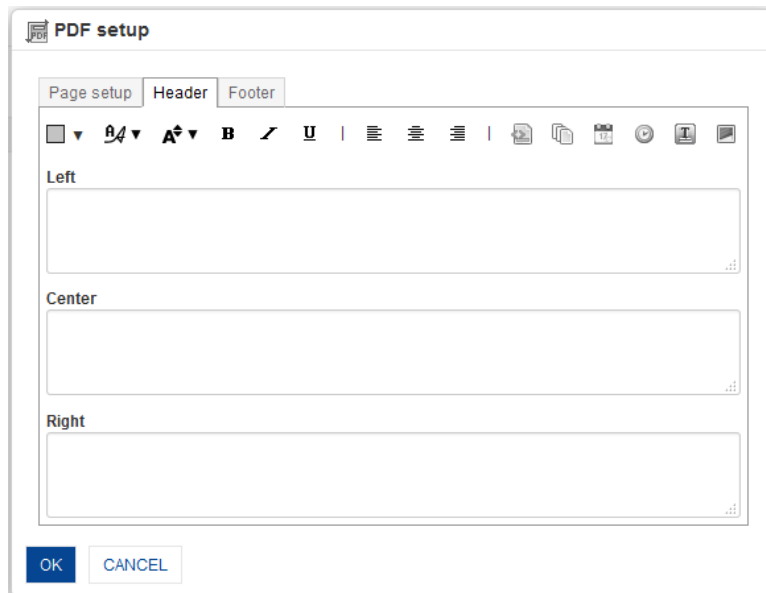 PDF setup
Page setup Header Footer
B U
Left
Center
Right
OK CANCEL